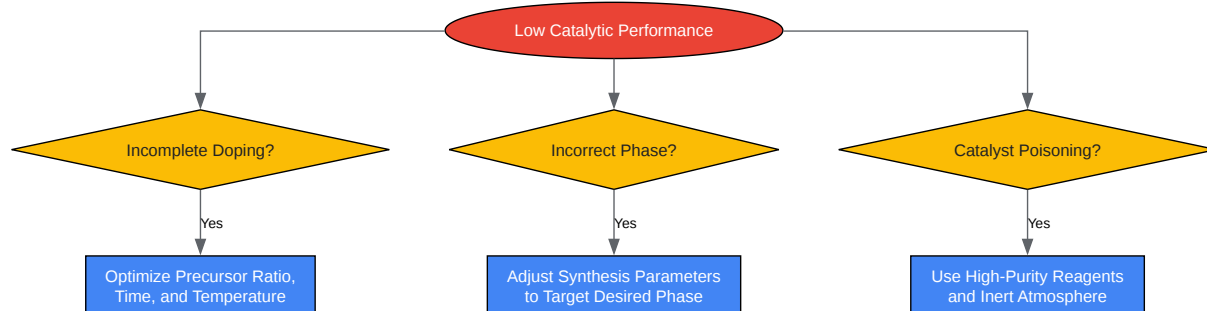 Low Catalytic Performance
Incomplete Doping?
Incorrect Phase?
Catalyst Poisoning?
Yes
Yes
Yes
Optimize Precursor Ratio,
Time, and Temperature
Adjust Synthesis Parameters
to Target Desired Phase
Use High-Purity Reagents
and Inert Atmosphere